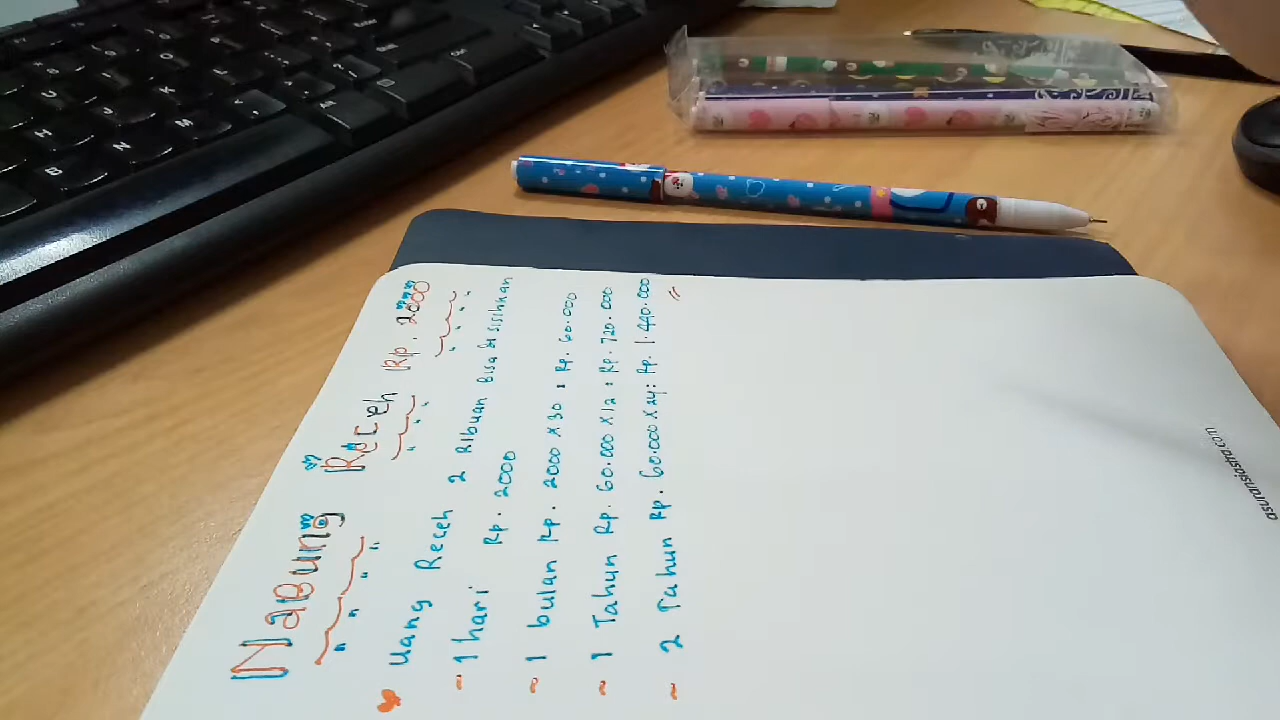 Nabung Receh Rp. 2000
Uang Receh 2 Ribuan Bisa di sisihkan
- 1 hari Rp. 2000
- 1 bulan Rp. 2000 x 30 = Rp. 60.000
- 1 Tahun Rp. 60.000 x 12 = Rp. 720.000
- 2 Tahun Rp. 60.000 x 24 = Rp. 1.440.000
asuransiastra.com